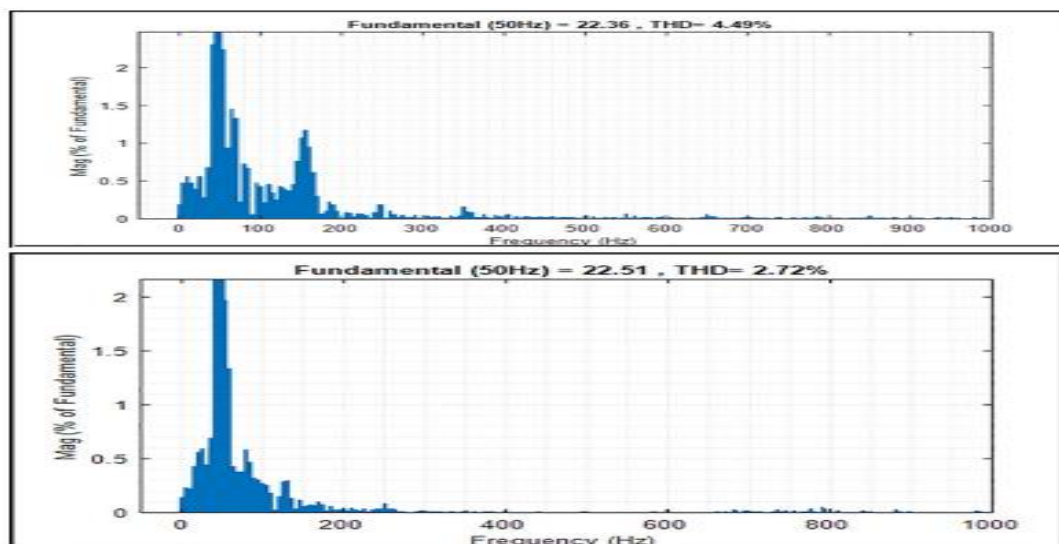 Fundamental (50Hz) = 22.36 , THD= 4.49%
Mag (% of Fundamental)
2
1.5
1
0.5
0
0 100 200 300 400 500 600 700 800 900 1000
Frequency (Hz)
Fundamental (50Hz) = 22.51 , THD= 2.72%
Mag (% of Fundamental)
2
1.5
1
0.5
0
0 200 400 600 800 1000
Frequency (Hz)